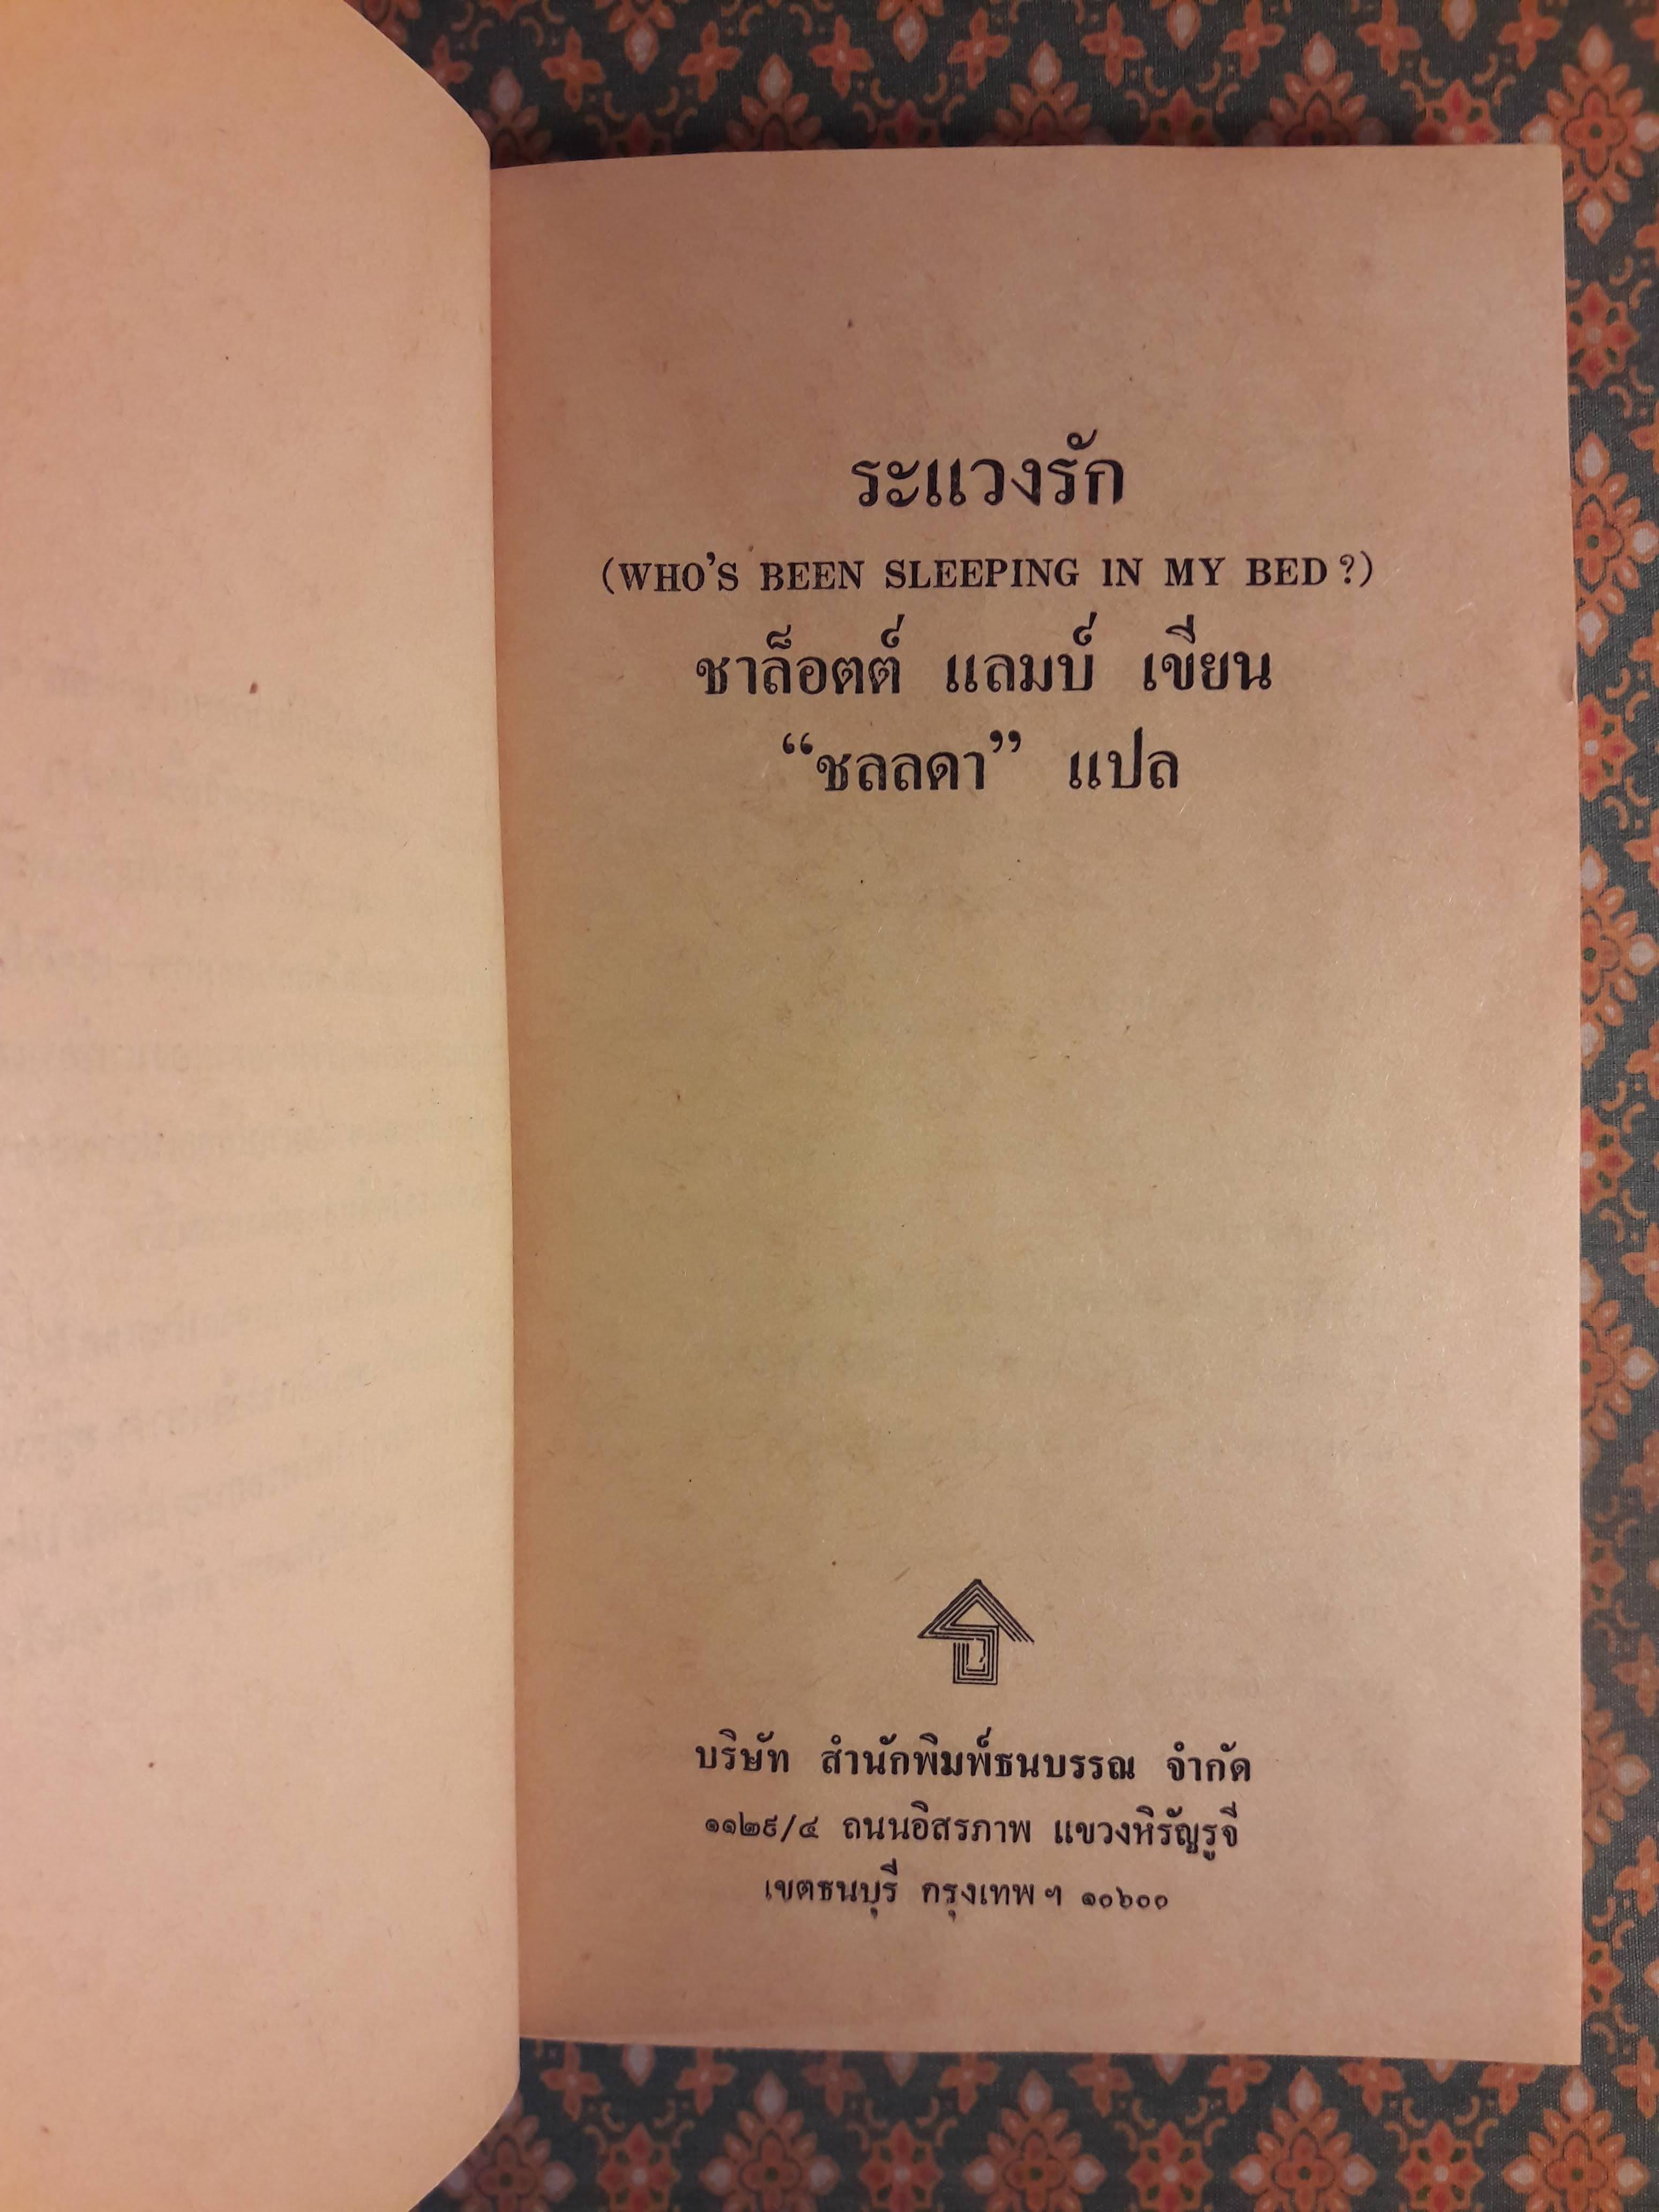 ระแวงรัก
(WHO'S BEEN SLEEPING IN MY BED ?)
ชาล็อตต์ แลมบ์ เขียน
“ชลลดา” แปล
บริษัท สำนักพิมพ์ธนบรรณ จำกัด
๑๑๒๙/๔ ถนนอิสรภาพ แขวงหิรัญรูจี
เขตธนบุรี กรุงเทพ ฯ ๑๐๖๐๐